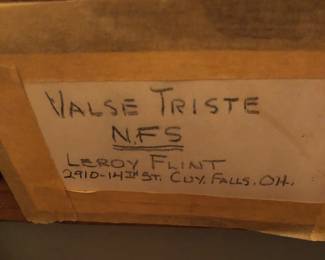 VALSE TRISTE
N.F.S
LEROY FLINT
2910-14TH ST. CUY. FALLS, OH.